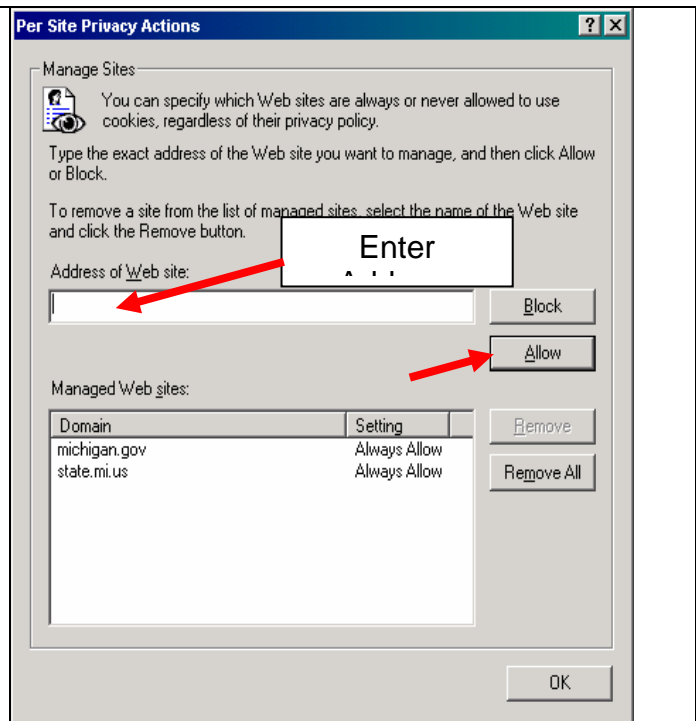 Per Site Privacy Actions
Manage Sites
You can specify which Web sites are always or never allowed to use
cookies, regardless of their privacy policy.
Type the exact address of the Web site you want to manage, and then click Allow
or Block.
To remove a site from the list of managed sites, select the name of the Web site
and click the Remove button.
Enter
Address of Web site:
Block
Allow
Managed Web sites:
Domain Setting
Remove
michigan.gov Always Allow
state.mi.us Always Allow
Remove All
OK